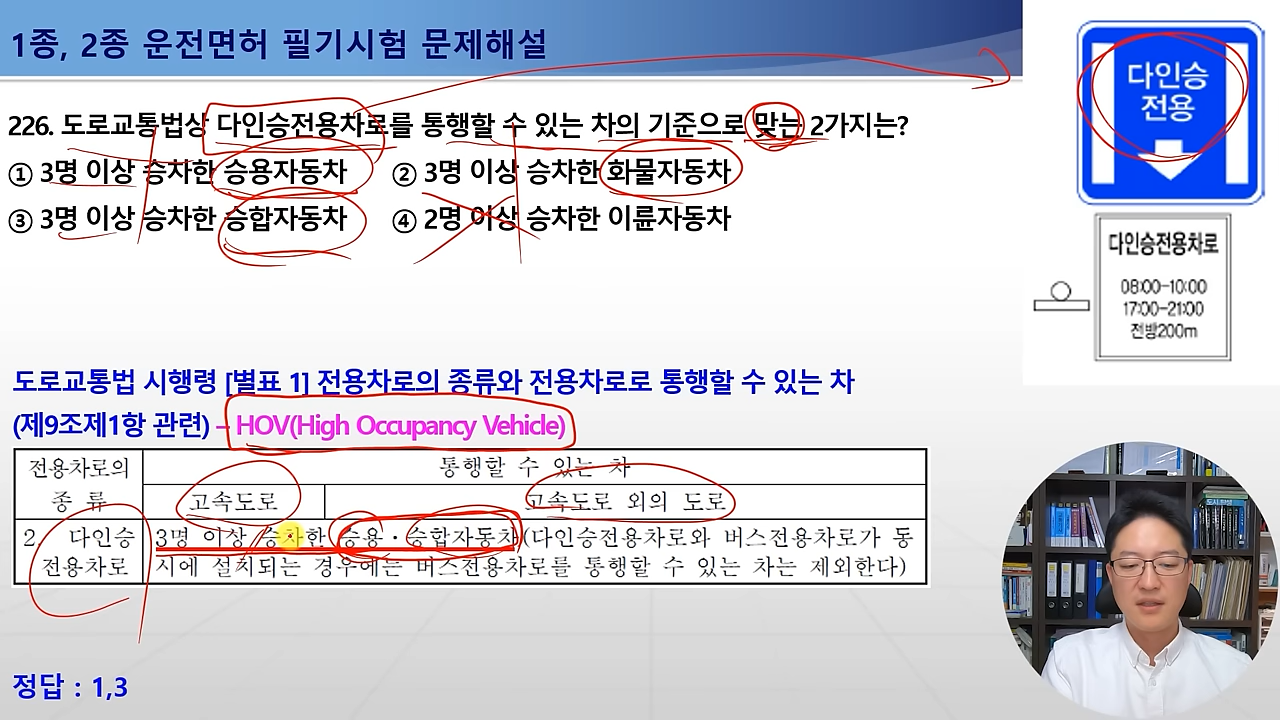 1종, 2종 운전면허 필기시험 문제해설
226. 도로교통법상 다인승전용차로를 통행할 수 있는 차의 기준으로 맞는 2가지는?
① 3명 이상 승차한 승용자동차 ② 3명 이상 승차한 화물자동차
③ 3명 이상 승차한 승합자동차 ④ 2명 이상 승차한 이륜자동차
다인승
전용
다인승전용차로
08:00-10:00
17:00-21:00
전방200m
도로교통법 시행령 [별표 1] 전용차로의 종류와 전용차로로 통행할 수 있는 차
(제9조제1항 관련) – HOV(High Occupancy Vehicle)
전용차로의 종류
통행할 수 있는 차
고속도로 고속도로 외의 도로
2. 다인승
전용차로
3명 이상 승차한 승용·승합자동차(다인승전용차로와 버스전용차로가 동
시에 설치되는 경우에는 버스전용차로를 통행할 수 있는 차는 제외한다)
정답 : 1,3